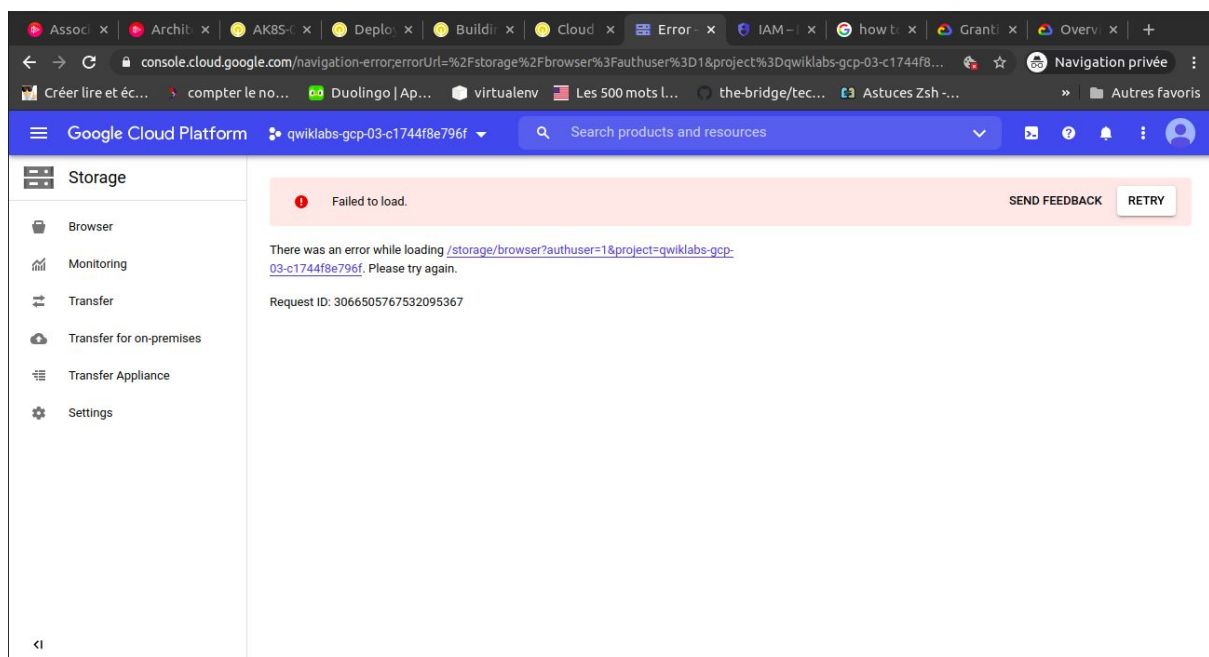 Associ
Archite
AK8S-0
Deploy
Buildin
Cloud
Error -
IAM – I
how to
Granti
Overvi
console.cloud.google.com/navigation-error;errorUrl=%2Fstorage%2Fbrowser%3Fauthuser%3D1&project%3Dqwiklabs-gcp-03-c1744f8...
Navigation privée
Créer lire et éc...
compter le no...
Duolingo | Ap...
virtualenv
Les 500 mots l...
the-bridge/tec...
Astuces Zsh -...
»
Autres favoris
Google Cloud Platform
qwiklabs-gcp-03-c1744f8e796f
Search products and resources
Storage
Failed to load.
SEND FEEDBACK
RETRY
Browser
There was an error while loading /storage/browser?authuser=1&project=qwiklabs-gcp-
03-c1744f8e796f. Please try again.
Monitoring
Transfer
Request ID: 3066505767532095367
Transfer for on-premises
Transfer Appliance
Settings